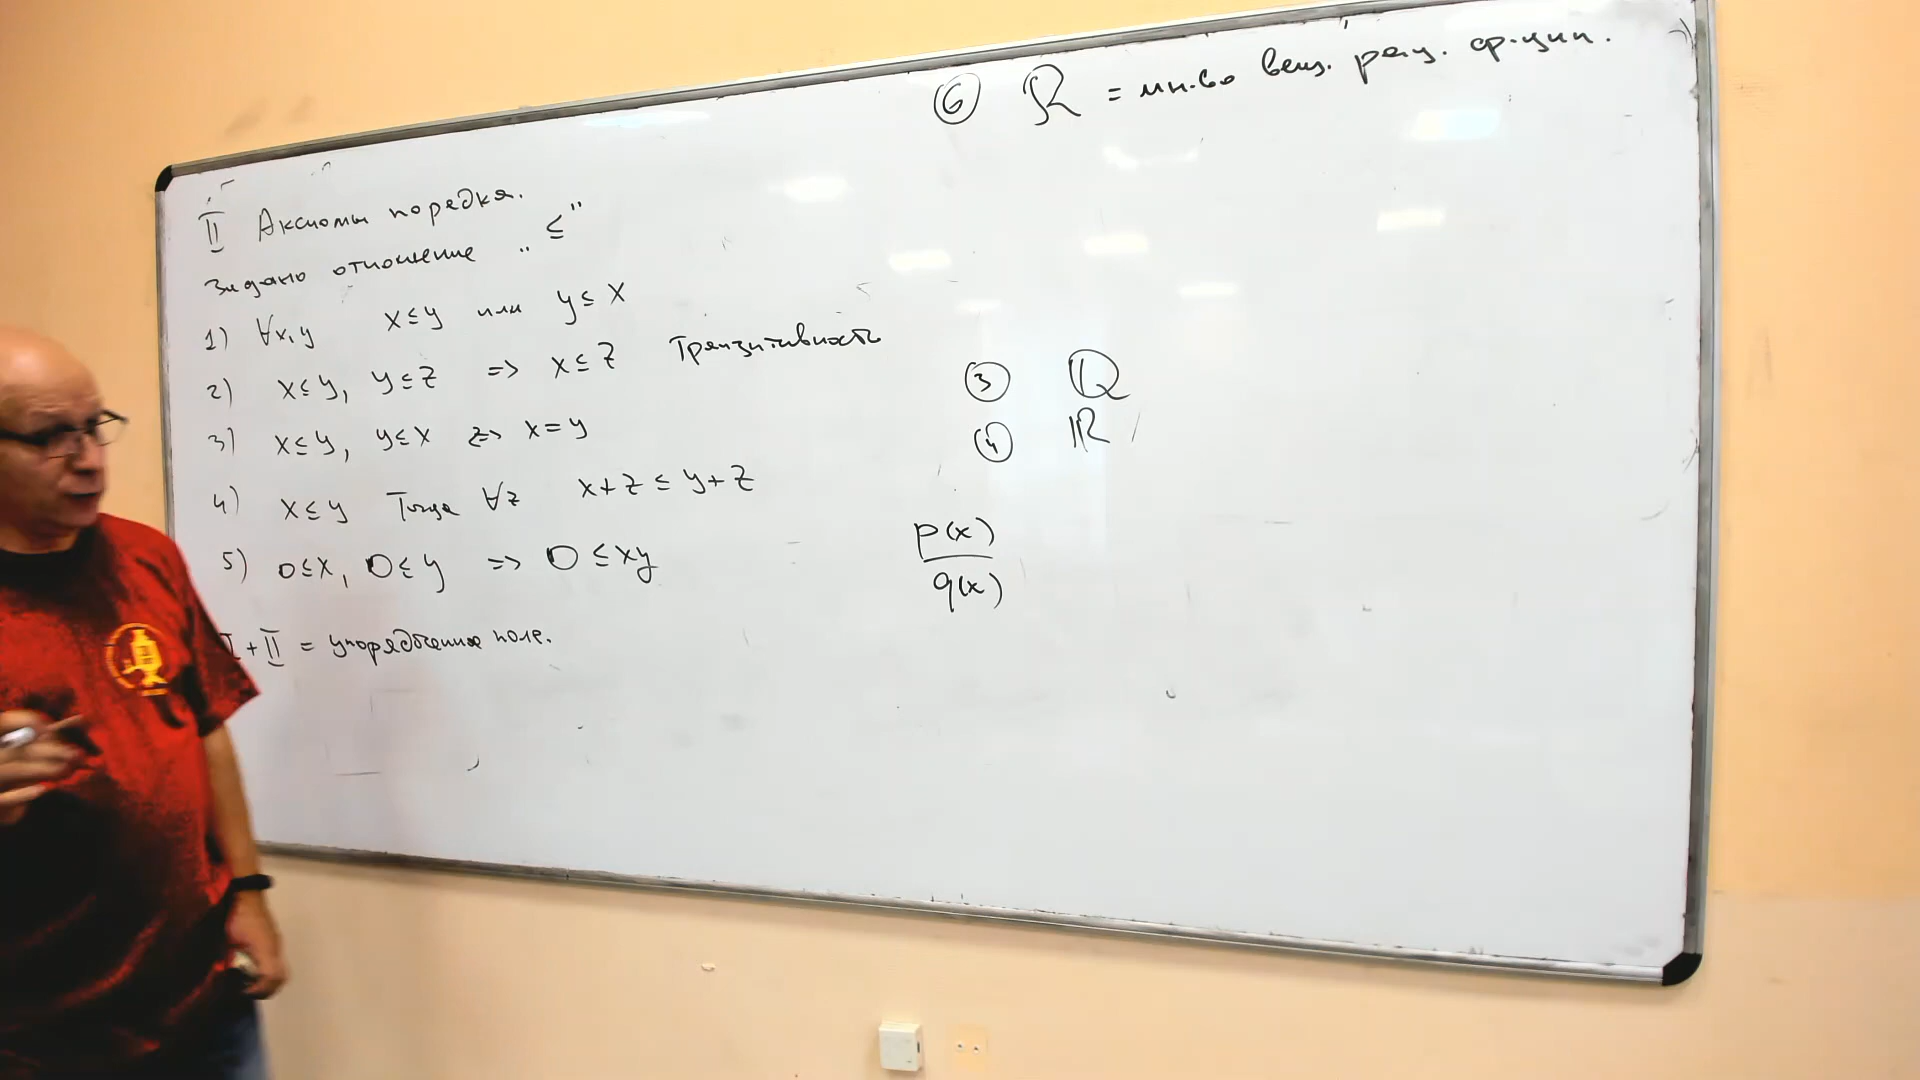 II Аксиомы порядка.
Задано отношение „ ≤ "
1) ∀x,y x≤y или y≤x
2) x≤y, y≤z => x≤z Транзитивность
3) x≤y, y≤x => x=y
4) x≤y Тогда ∀z x+z ≤ y+z
5) 0≤x, 0≤y => 0≤xy
I+II = упорядоченное поле.
⑥ R = мн-во вещ. рац. ф-ции.
③ Q
④ R
p(x)
q(x)